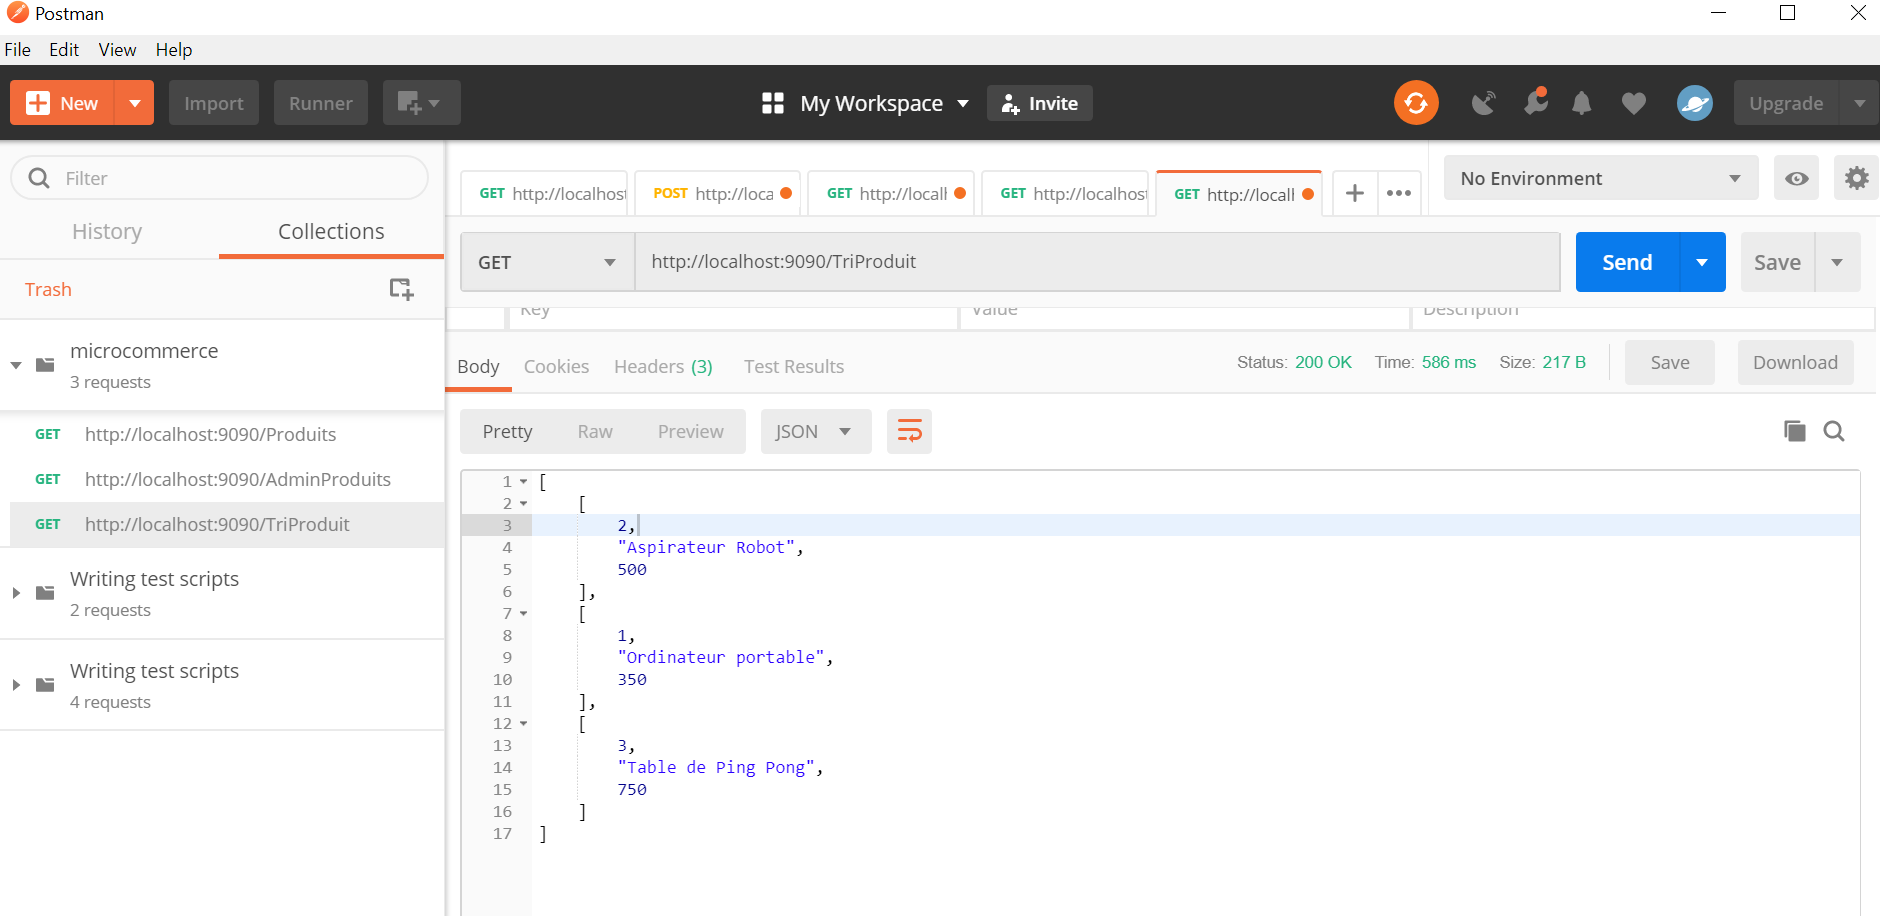 Postman
File Edit View Help
New Import Runner My Workspace Invite Upgrade
Filter
History Collections
Trash
microcommerce
3 requests
GET http://localhost:9090/Produits
GET http://localhost:9090/AdminProduits
GET http://localhost:9090/TriProduit
Writing test scripts
2 requests
Writing test scripts
4 requests
GET http://localhost POST http://loca GET http://locall GET http://localhost GET http://locall + •••
No Environment
GET http://localhost:9090/TriProduit Send Save
Key Value Description
Body Cookies Headers (3) Test Results Status: 200 OK Time: 586 ms Size: 217 B Save Download
Pretty Raw Preview JSON
1 [
2 [
3 2,
4 "Aspirateur Robot",
5 500
6 ],
7 [
8 1,
9 "Ordinateur portable",
10 350
11 ],
12 [
13 3,
14 "Table de Ping Pong",
15 750
16 ]
17 ]